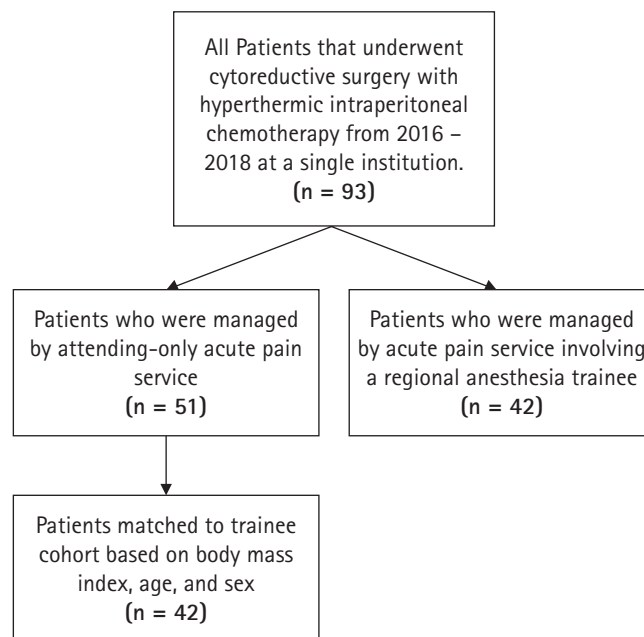 All Patients that underwent
cytoreductive surgery with
hyperthermic intraperitoneal
chemotherapy from 2016 –
2018 at a single institution.
(n = 93)
Patients who were managed
by attending-only acute pain
service
(n = 51)
Patients who were managed
by acute pain service involving
a regional anesthesia trainee
(n = 42)
Patients matched to trainee
cohort based on body mass
index, age, and sex
(n = 42)